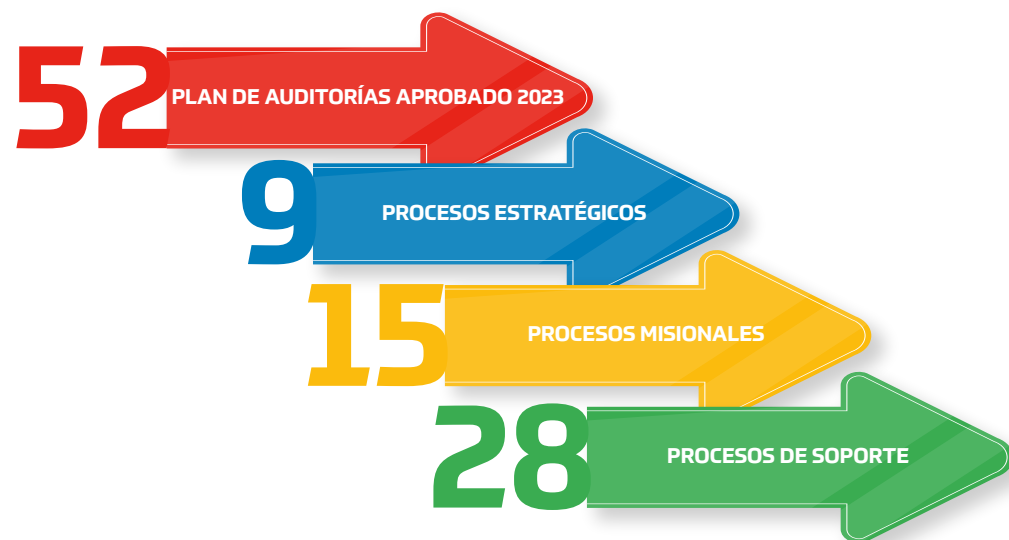 52
PLAN DE AUDITORÍAS APROBADO 2023
9
PROCESOS ESTRATÉGICOS
15
PROCESOS MISIONALES
28
PROCESOS DE SOPORTE